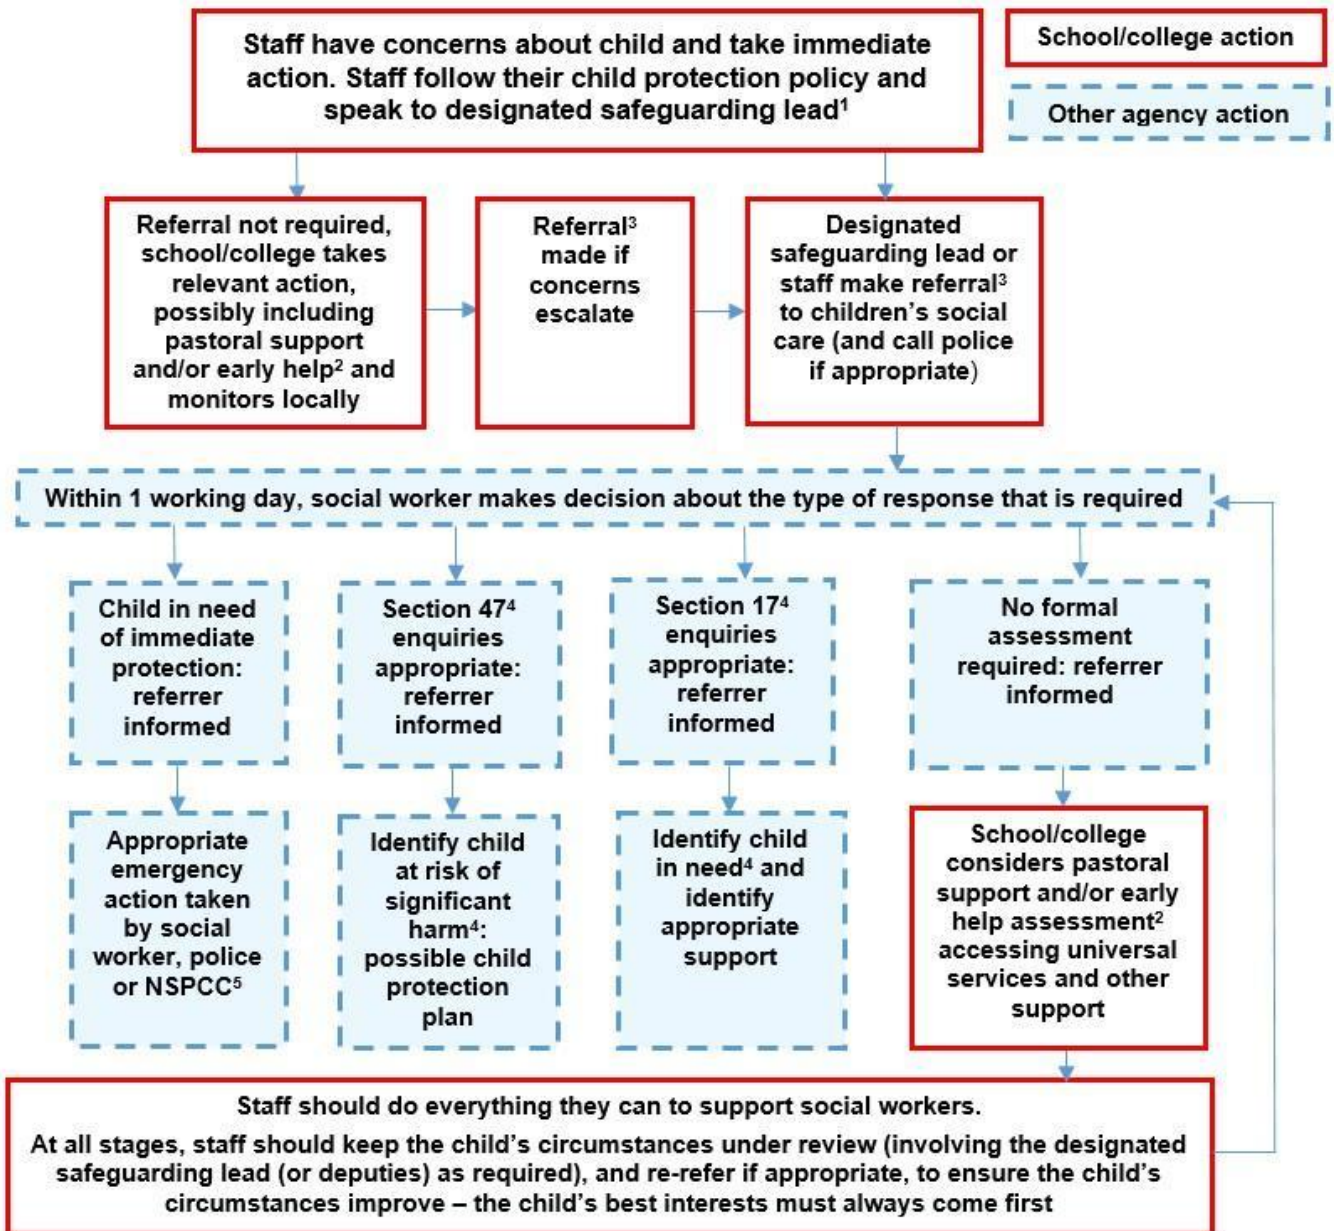 Staff have concerns about child and take immediate
action. Staff follow their child protection policy and
speak to designated safeguarding lead¹
School/college action
Other agency action
Referral not required,
school/college takes
relevant action,
possibly including
pastoral support
and/or early help² and
monitors locally
Referral³
made if
concerns
escalate
Designated
safeguarding lead or
staff make referral³
to children’s social
care (and call police
if appropriate)
Within 1 working day, social worker makes decision about the type of response that is required
Child in need
of immediate
protection:
referrer
informed
Section 47⁴
enquiries
appropriate:
referrer
informed
Section 17⁴
enquiries
appropriate:
referrer
informed
No formal
assessment
required: referrer
informed
Appropriate
emergency
action taken
by social
worker, police
or NSPCC⁵
Identify child
at risk of
significant
harm⁴:
possible child
protection
plan
Identify child
in need⁴ and
identify
appropriate
support
School/college
considers pastoral
support and/or early
help assessment²
accessing universal
services and other
support
Staff should do everything they can to support social workers.
At all stages, staff should keep the child’s circumstances under review (involving the designated
safeguarding lead (or deputies) as required), and re-refer if appropriate, to ensure the child’s
circumstances improve – the child’s best interests must always come first